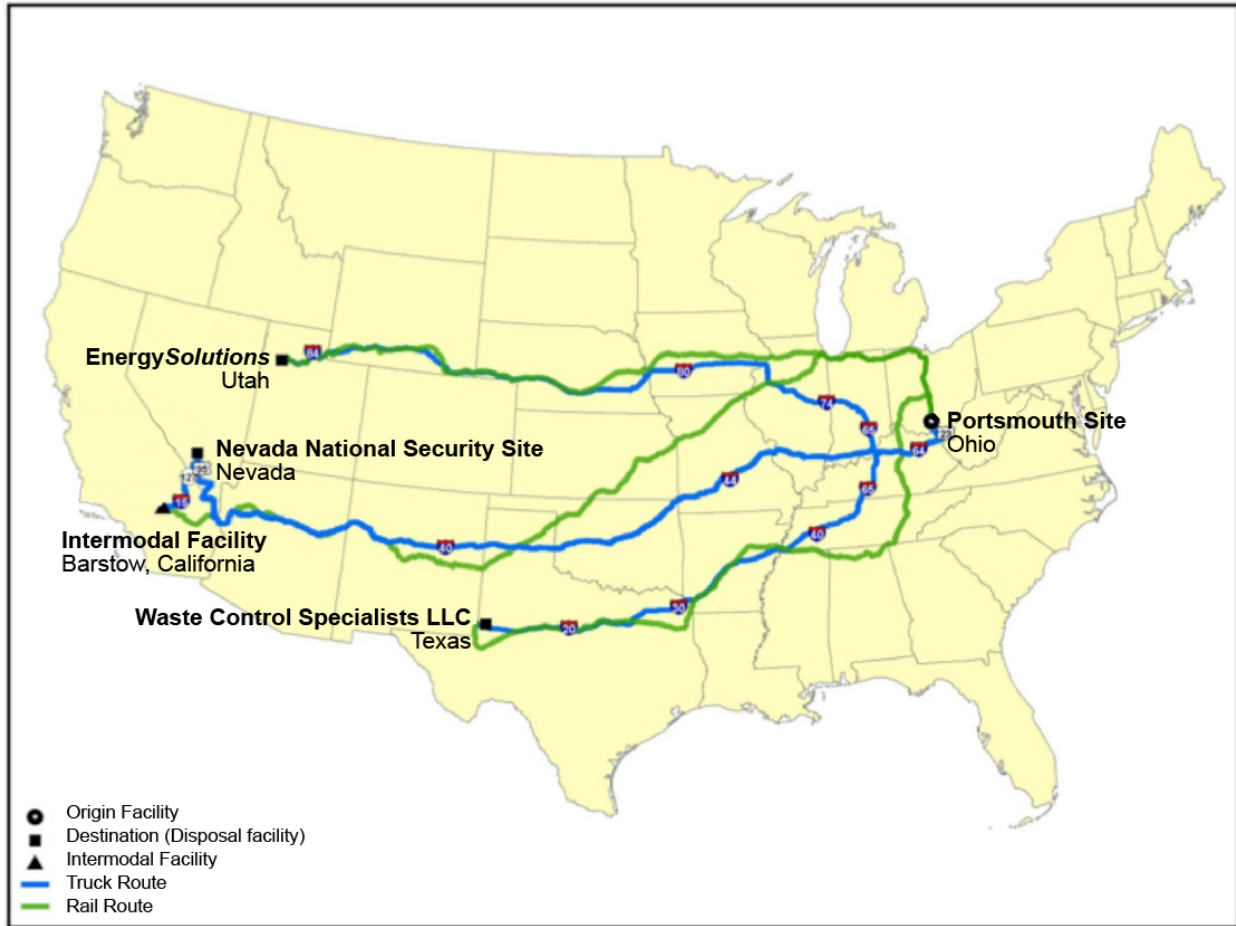 84
80
EnergySolutions
Utah
74
65
Portsmouth Site
Ohio
23
64
Nevada National Security Site
Nevada
95
127
44
65
15
Intermodal Facility
Barstow, California
40
40
30
Waste Control Specialists LLC
Texas
20
Origin Facility
Destination (Disposal facility)
Intermodal Facility
Truck Route
Rail Route